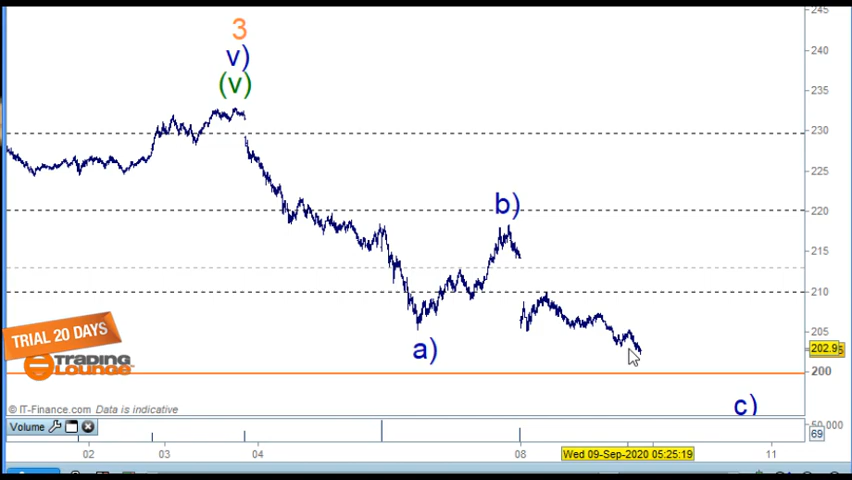 245
3
240
v)
235
(v)
230
225
220
b)
215
210
205
TRIAL 20 DAYS
TRADING
LOUNGE
a)
202.9
200
c)
© IT-Finance.com Data is indicative
Volume
50,000
69
02
03
04
08
Wed 09-Sep-2020 05:25:19
11